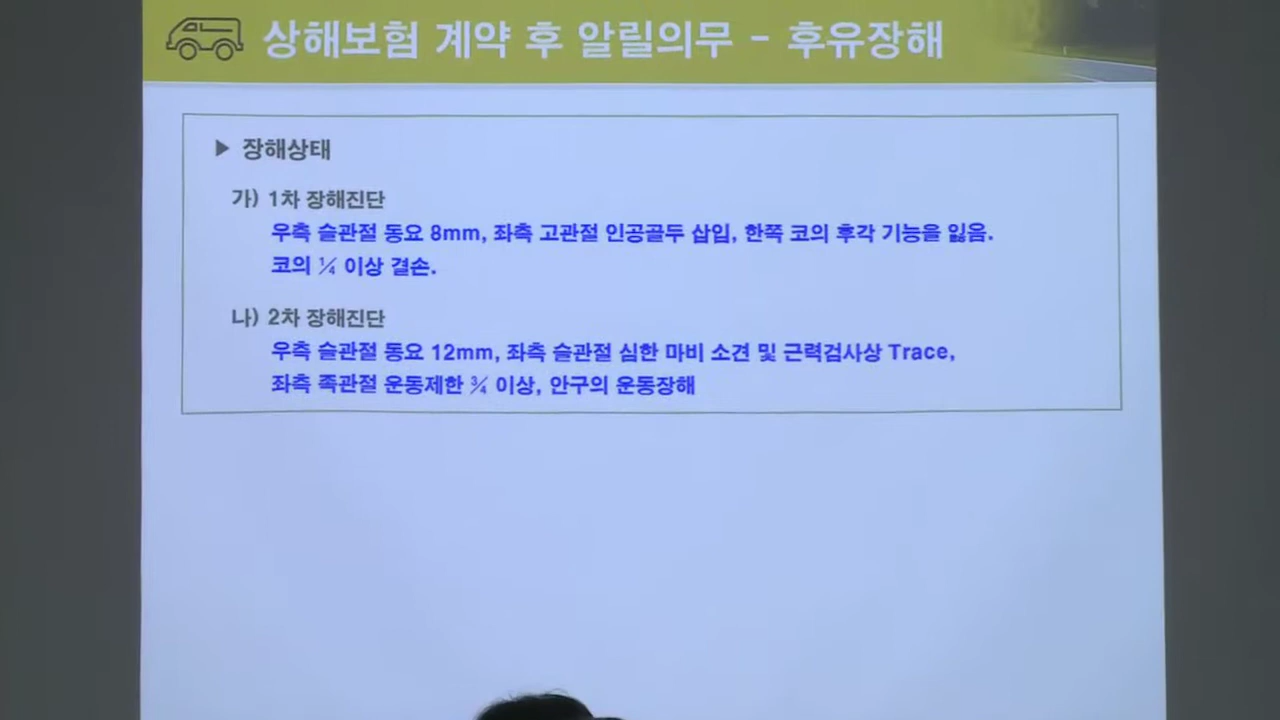 상해보험 계약 후 알릴의무 - 후유장해
▶ 장해상태
가) 1차 장해진단
우측 슬관절 동요 8mm, 좌측 고관절 인공골두 삽입, 한쪽 코의 후각 기능을 잃음.
코의 ¼ 이상 결손.
나) 2차 장해진단
우측 슬관절 동요 12mm, 좌측 슬관절 심한 마비 소견 및 근력검사상 Trace,
좌측 족관절 운동제한 ¾ 이상, 안구의 운동장해